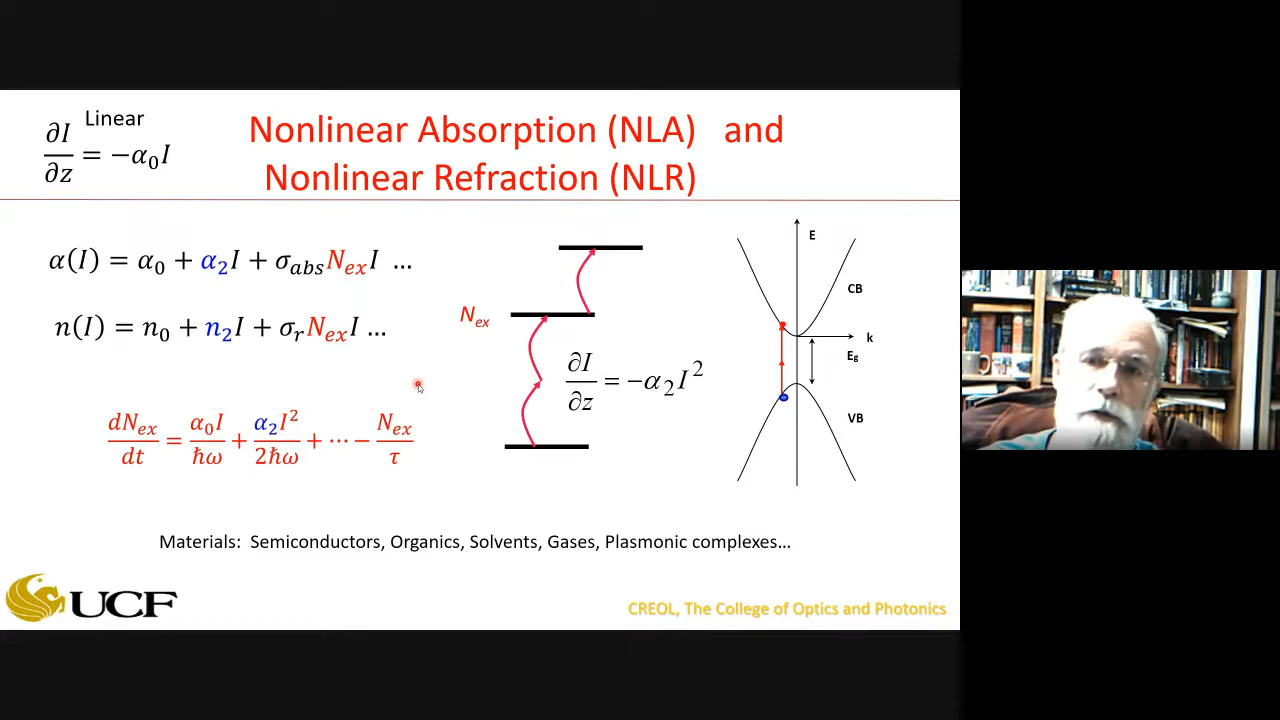 Linear
∂I/∂z = −α₀I
Nonlinear Absorption (NLA) and
Nonlinear Refraction (NLR)
α(I) = α₀ + α₂I + σ_abs N_ex I …
n(I) = n₀ + n₂I + σ_r N_ex I …
dN_ex/dt = α₀I/ħω + α₂I²/2ħω + ⋯ − N_ex/τ
N_ex
∂I/∂z = −α₂I²
E
CB
k
E_g
VB
Materials: Semiconductors, Organics, Solvents, Gases, Plasmonic complexes…
UCF
CREOL, The College of Optics and Photonics